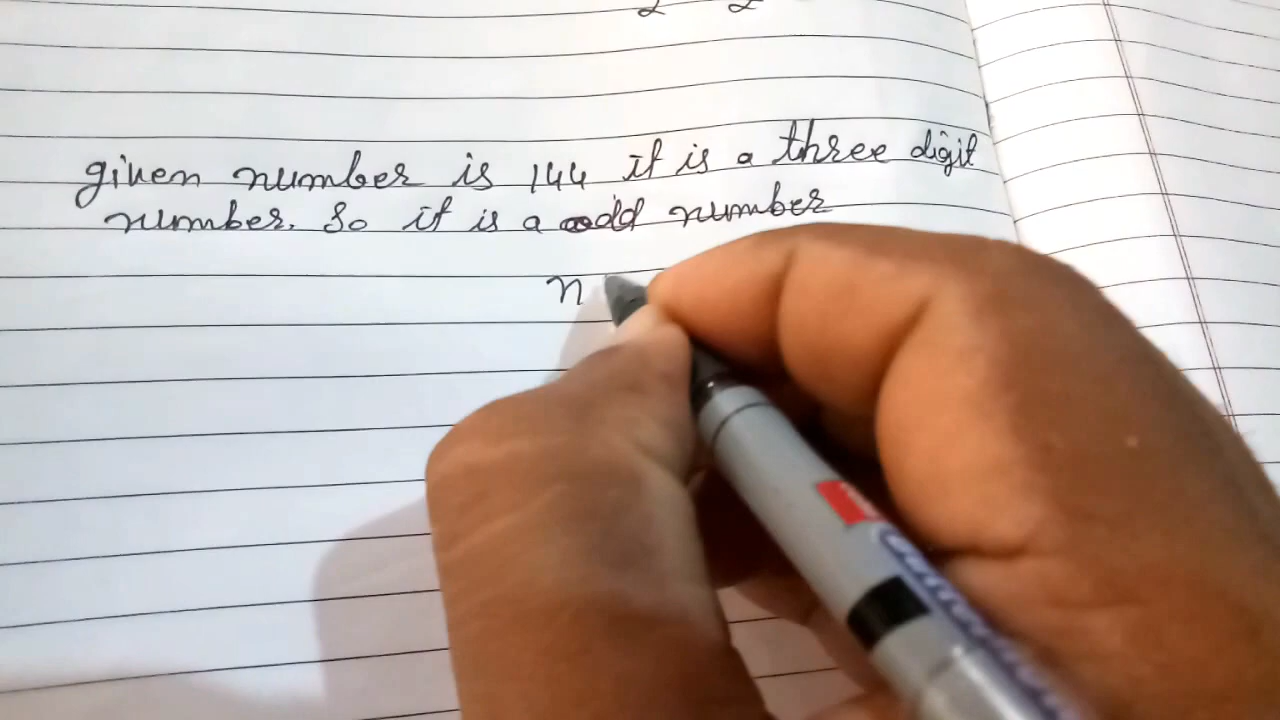 given number is 144 it is a three digit
number. So it is a odd number
n